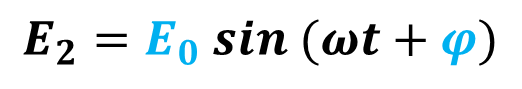 E₂ = E₀ sin (ωt + φ)